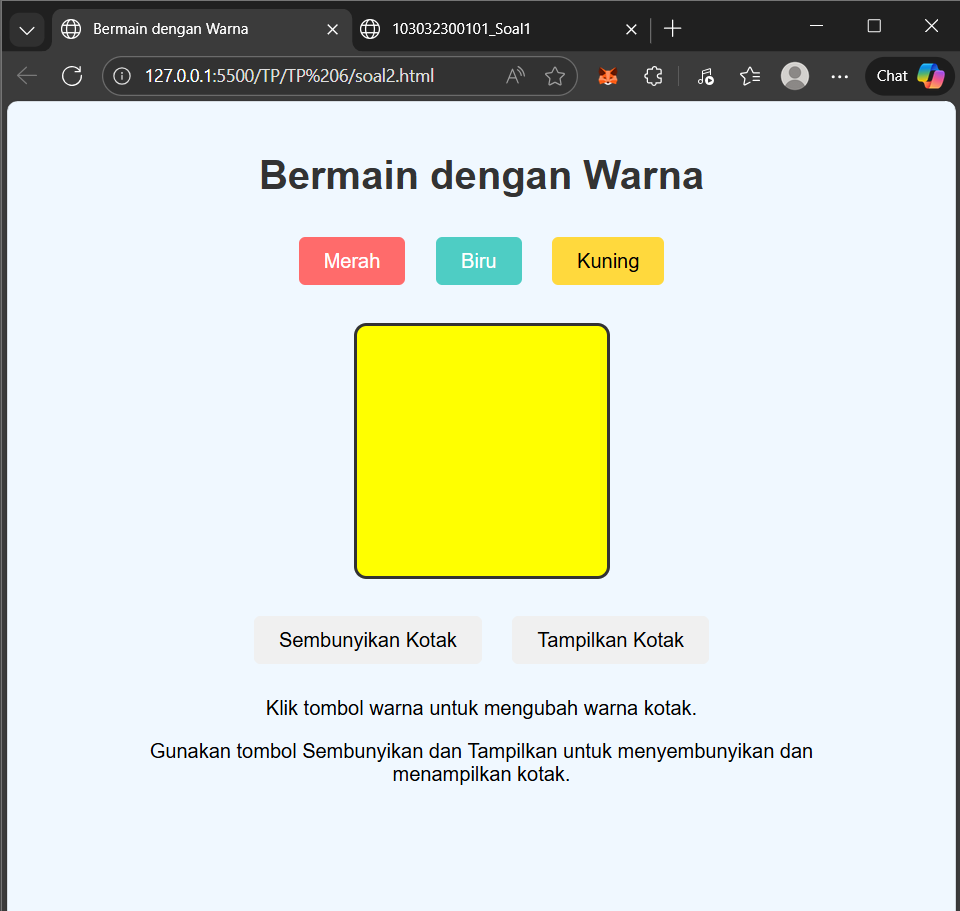 Bermain dengan Warna
103032300101_Soal1
127.0.0.1:5500/TP/TP%206/soal2.html
Chat
Bermain dengan Warna
Merah Biru Kuning
Sembunyikan Kotak Tampilkan Kotak
Klik tombol warna untuk mengubah warna kotak.
Gunakan tombol Sembunyikan dan Tampilkan untuk menyembunyikan dan
menampilkan kotak.